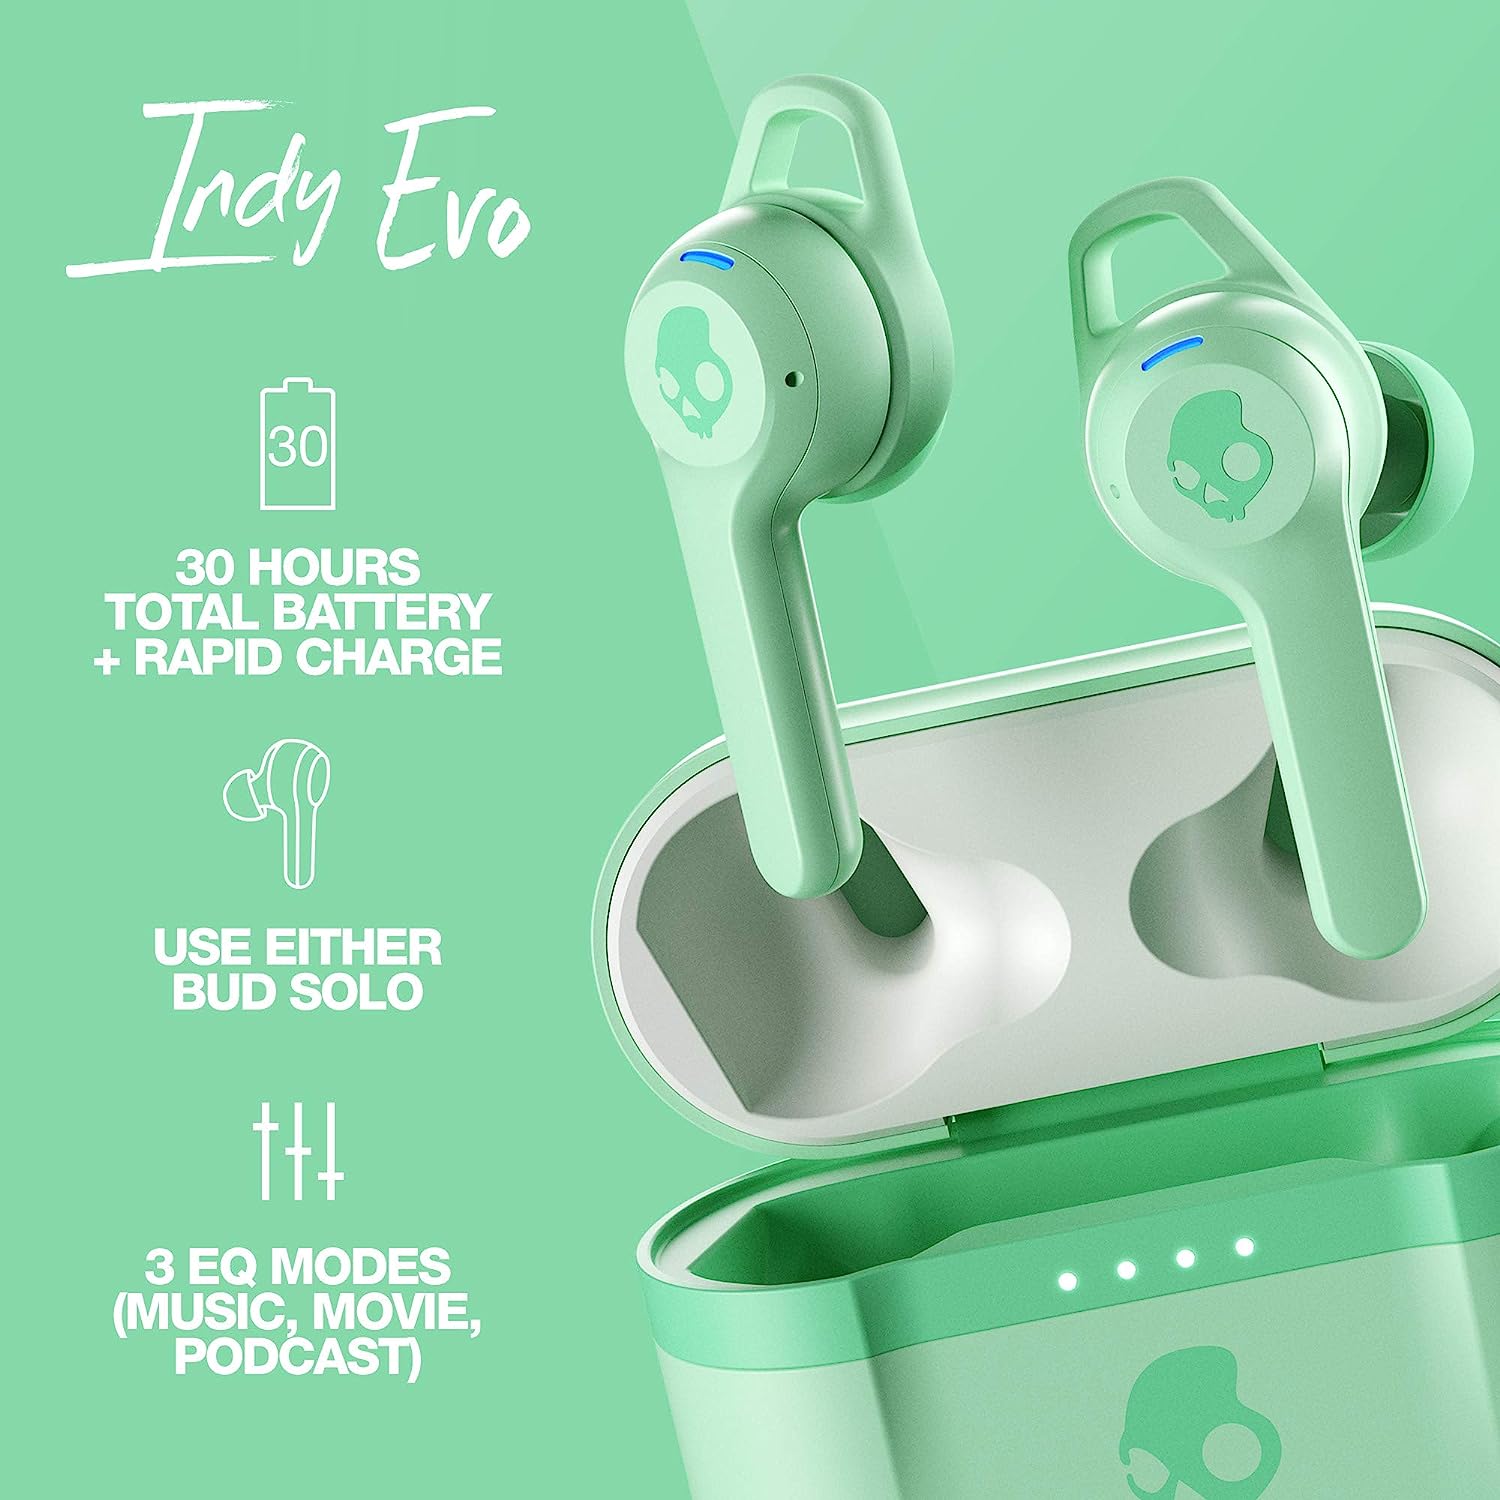 Indy Evo
30
30 HOURS
TOTAL BATTERY
+ RAPID CHARGE
USE EITHER
BUD SOLO
3 EQ MODES
(MUSIC, MOVIE,
PODCAST)